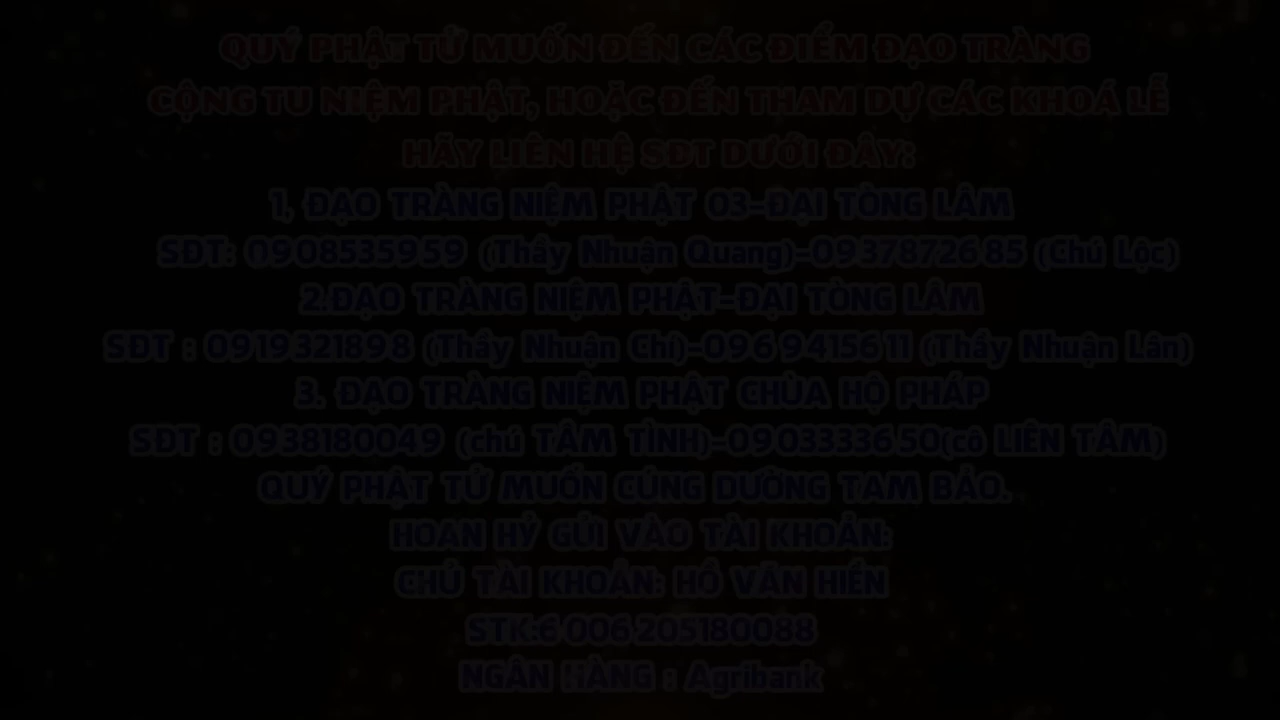 QUÝ PHẬT TỬ MUỐN ĐẾN CÁC ĐIỂM ĐẠO TRÀNG
CỘNG TU NIỆM PHẬT, HOẶC ĐẾN THAM DỰ CÁC KHOÁ LỄ
HÃY LIÊN HỆ SĐT DƯỚI ĐÂY:
1, ĐẠO TRÀNG NIỆM PHẬT 03-ĐẠI TÒNG LÂM
SĐT: 0908535959 (Thầy Nhuận Quang)-0937872685 (Chú Lộc)
2.ĐẠO TRÀNG NIỆM PHẬT-ĐẠI TÒNG LÂM
SĐT : 0919321898 (Thầy Nhuận Chí)-0969415611 (Thầy Nhuận Lân)
3. ĐẠO TRÀNG NIỆM PHẬT CHÙA HỘ PHÁP
SĐT : 0938180049 (chú TÂM TỊNH)-0903333650(cô LIÊN TÂM)
QUÝ PHẬT TỬ MUỐN CÚNG DƯỜNG TAM BẢO.
HOAN HỶ GỬI VÀO TÀI KHOẢN:
CHỦ TÀI KHOẢN: HỒ VĂN HIẾN
006205180088
NGÂN HÀNG : Agribank